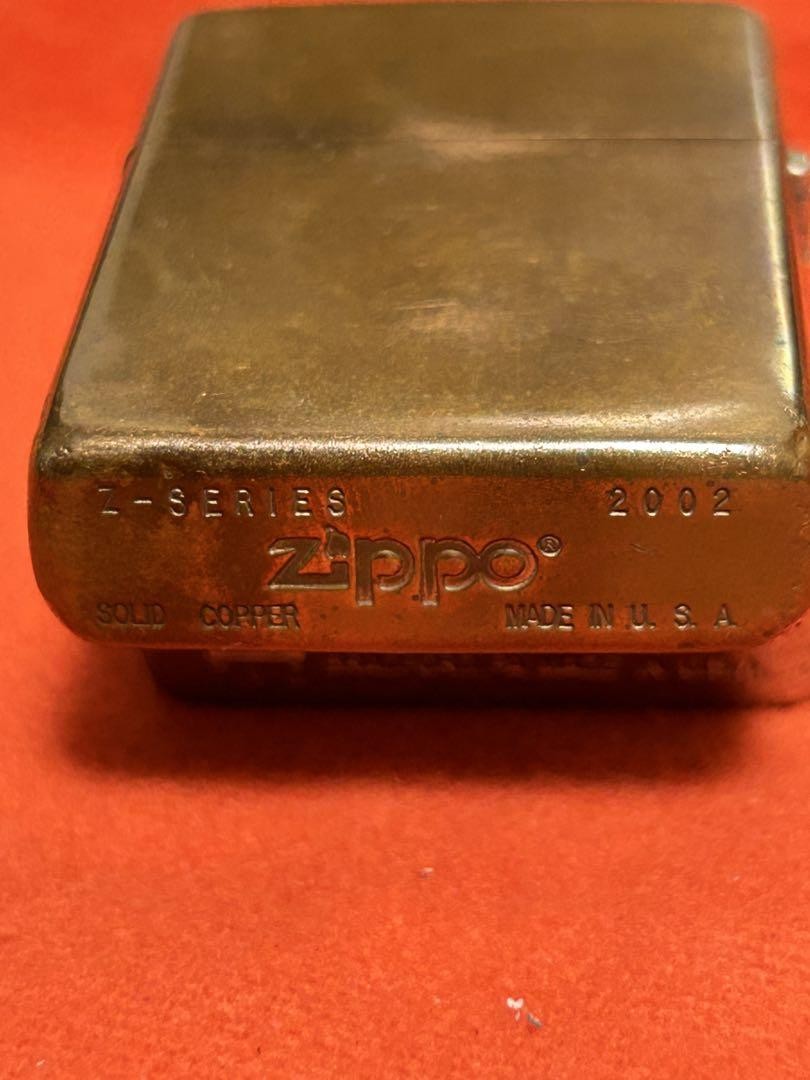 Z-SERIES 2002
Zippo®
SOLID COPPER MADE IN U. S. A